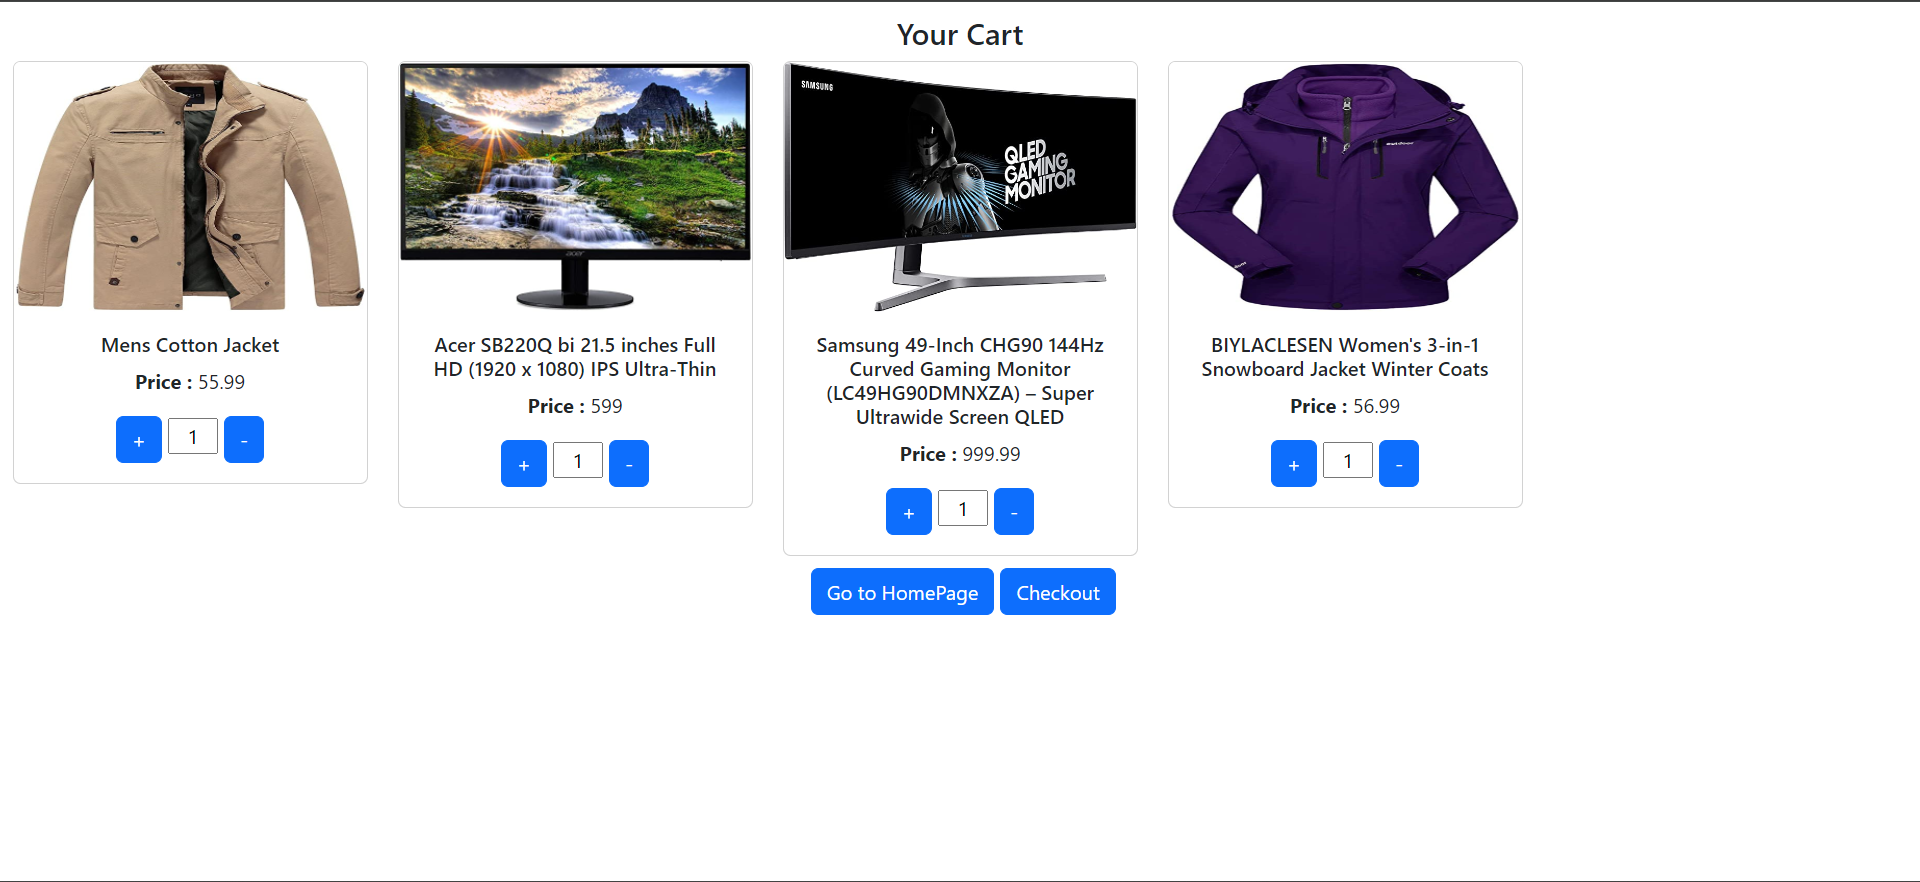 Your Cart
SAMSUNG
QLED
GAMING
MONITOR
acer
Mens Cotton Jacket
Price : 55.99
+ 1 -
Acer SB220Q bi 21.5 inches Full
HD (1920 x 1080) IPS Ultra-Thin
Price : 599
+ 1 -
Samsung 49-Inch CHG90 144Hz
Curved Gaming Monitor
(LC49HG90DMNXZA) – Super
Ultrawide Screen QLED
Price : 999.99
+ 1 -
BIYLACLESEN Women's 3-in-1
Snowboard Jacket Winter Coats
Price : 56.99
+ 1 -
Go to HomePage
Checkout